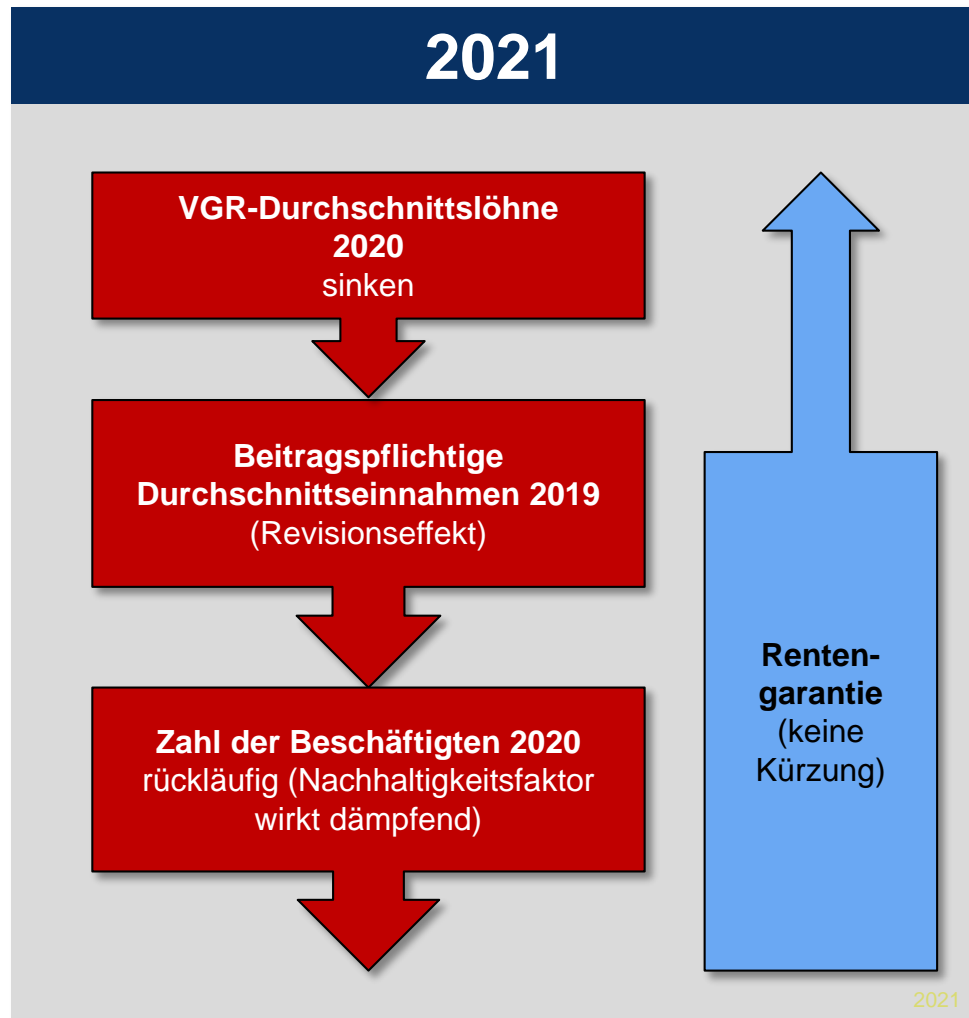 2021
VGR-Durchschnittslöhne
2020
sinken
Beitragspflichtige
Durchschnittseinnahmen 2019
(Revisionseffekt)
Zahl der Beschäftigten 2020
rückläufig (Nachhaltigkeitsfaktor
wirkt dämpfend)
Renten-
garantie
(keine
Kürzung)
2021